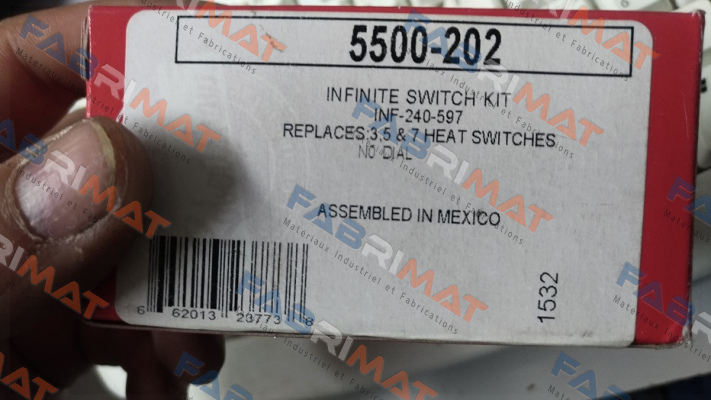 5500-202
INFINITE SWITCH KIT
INF-240-597
REPLACES:3,5 & 7 HEAT SWITCHES
NO DIAL
ASSEMBLED IN MEXICO
6 62013 23773 8
1532
FABRIMAT
Materiaux Industriel et Fabrications